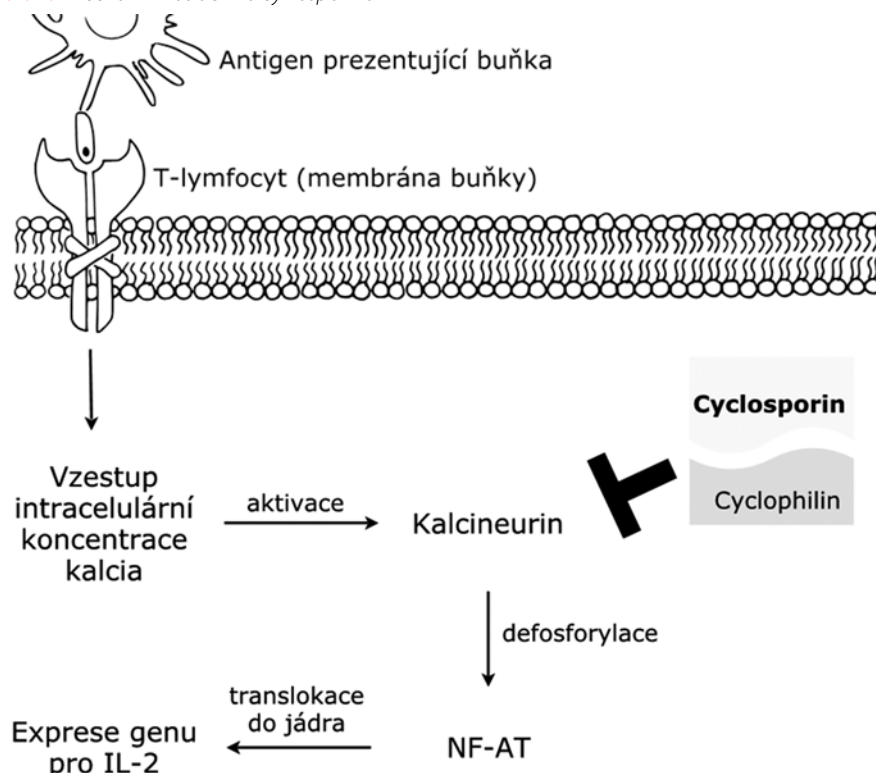 Antigen prezentující buňka
T-lymfocyt (membrána buňky)
Cyclosporin
Cyclophilin
Vzestup
intracelulární
koncentrace
kalcia
aktivace
Kalcineurin
defosforylace
translokace
do jádra
Exprese genu
pro IL-2
NF-AT